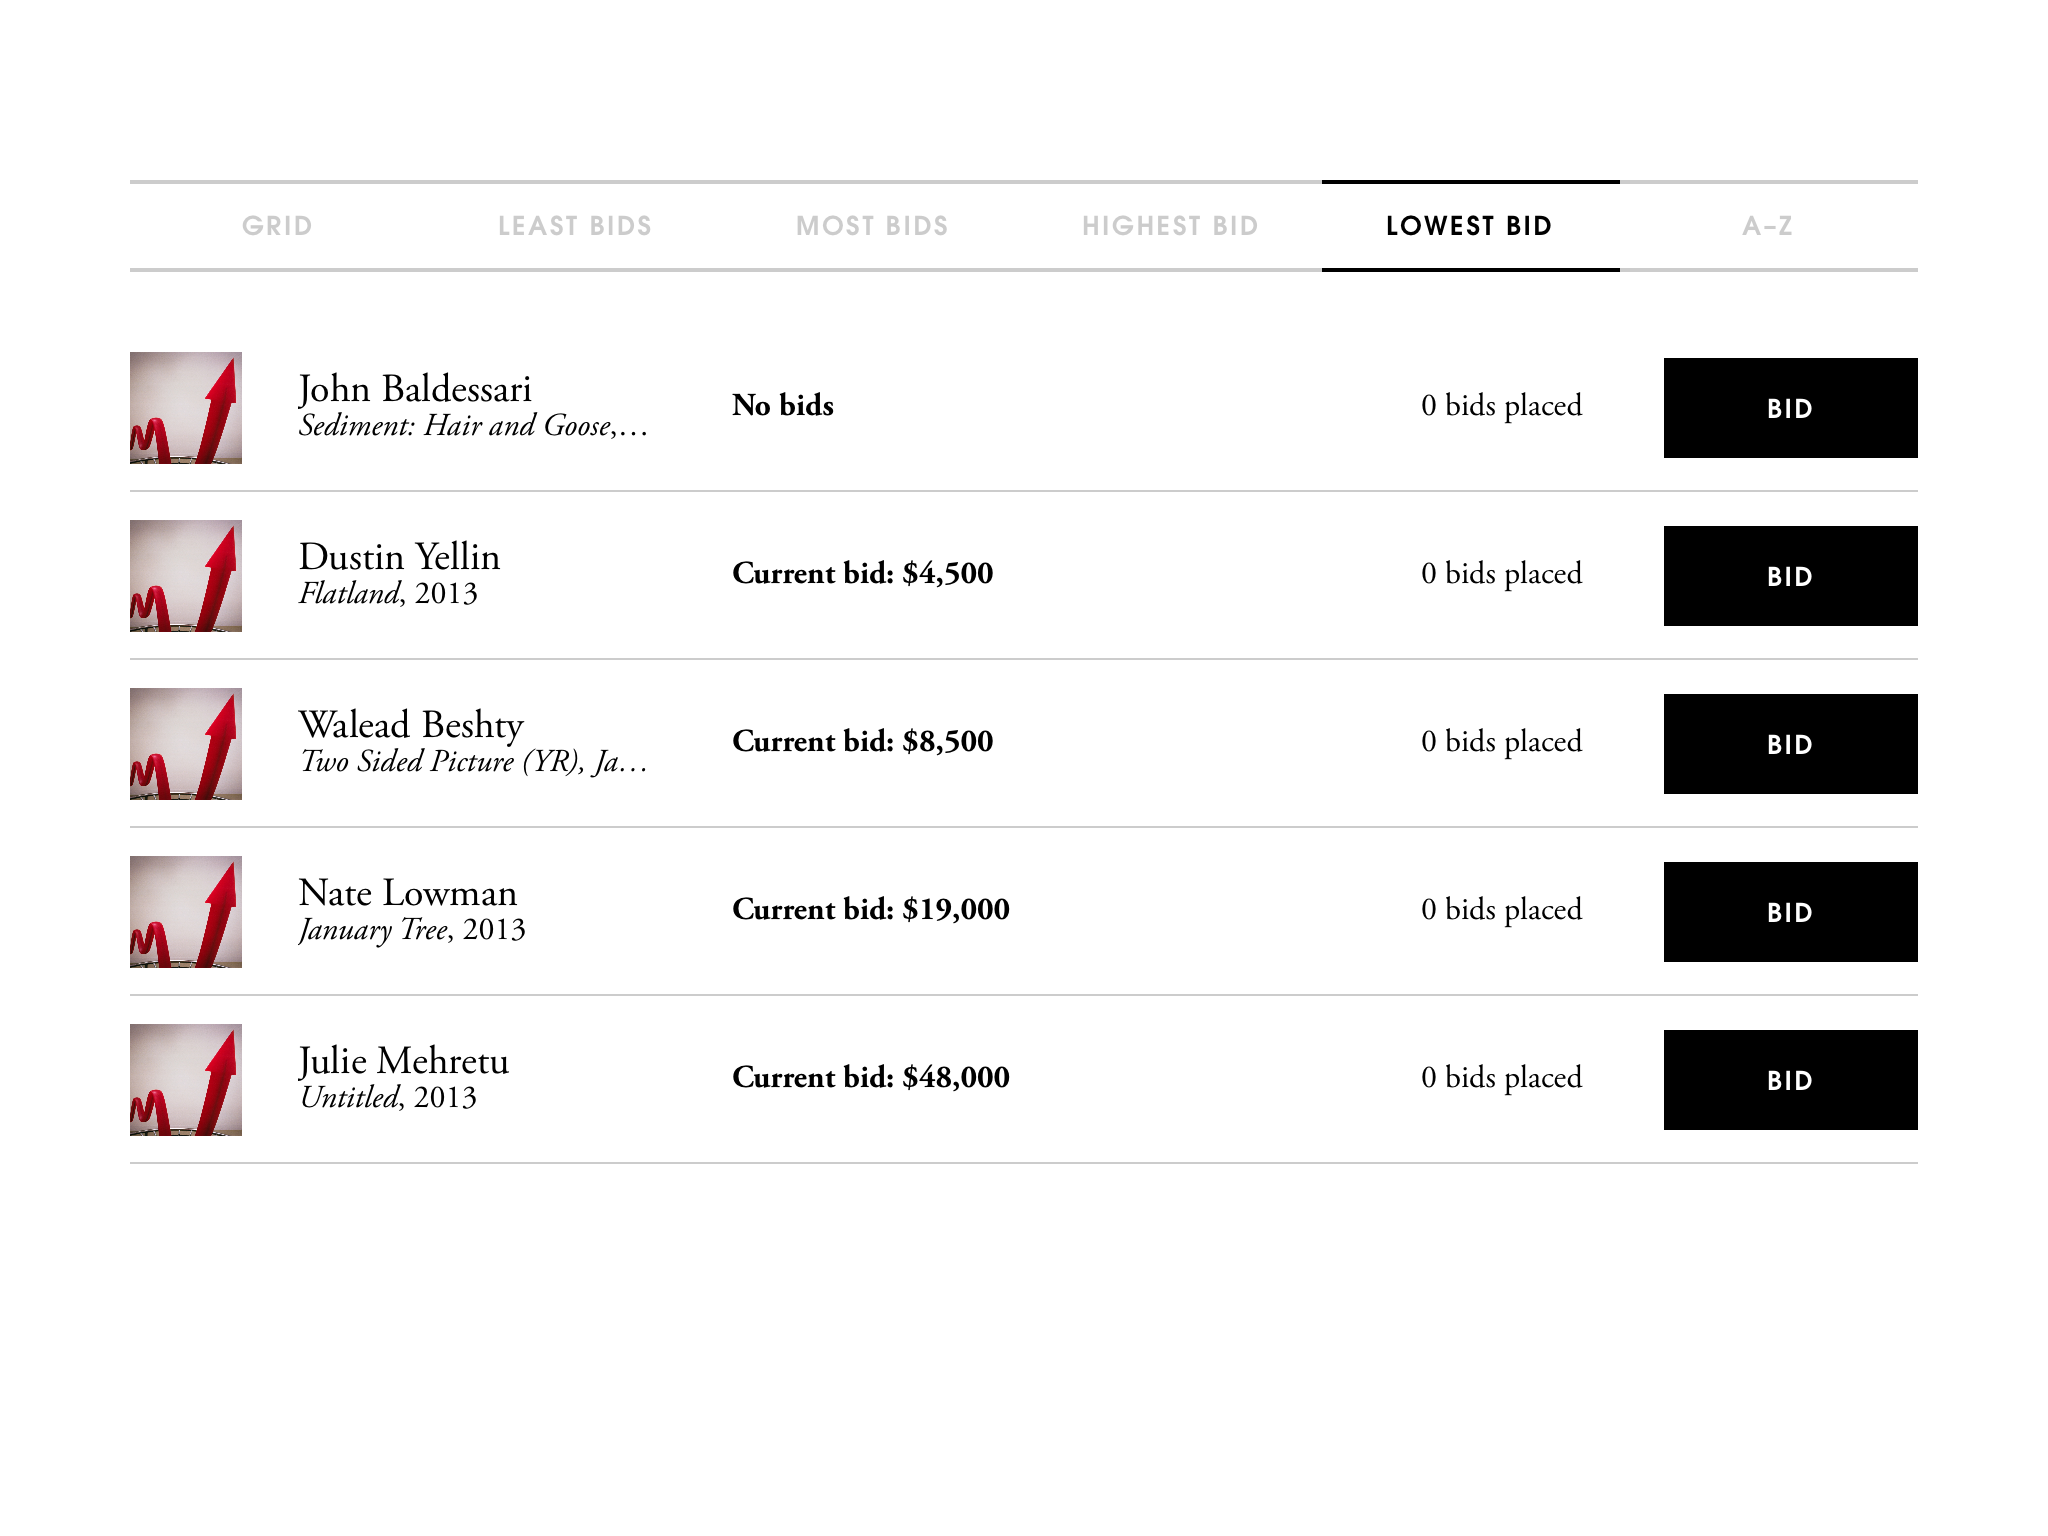 GRID LEAST BIDS MOST BIDS HIGHEST BID LOWEST BID A–Z
John Baldessari
Sediment: Hair and Goose,…
No bids
0 bids placed
BID
Dustin Yellin
Flatland, 2013
Current bid: $4,500
0 bids placed
BID
Walead Beshty
Two Sided Picture (YR), Ja…
Current bid: $8,500
0 bids placed
BID
Nate Lowman
January Tree, 2013
Current bid: $19,000
0 bids placed
BID
Julie Mehretu
Untitled, 2013
Current bid: $48,000
0 bids placed
BID